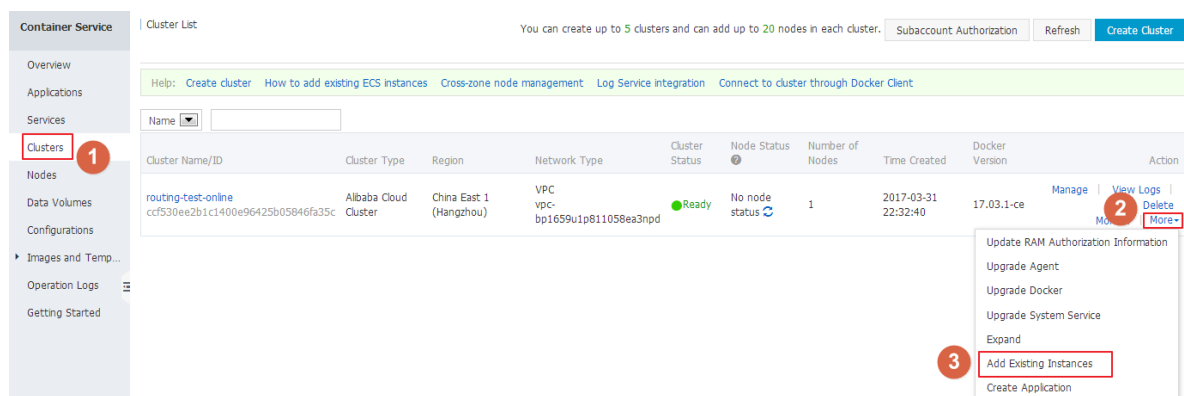 Container Service
Overview
Applications
Services
Clusters
1
Nodes
Data Volumes
Configurations
Images and Temp...
Operation Logs
Getting Started
Cluster List
You can create up to 5 clusters and can add up to 20 nodes in each cluster.
Subaccount Authorization
Refresh
Create Cluster
Help: Create cluster How to add existing ECS instances Cross-zone node management Log Service integration Connect to cluster through Docker Client
Name
Cluster Name/ID
Cluster Type
Region
Network Type
Cluster
Status
Node Status
Number of
Nodes
Time Created
Docker
Version
Action
routing-test-online
ccf530ee2b1c1400e96425b05846fa35c
Alibaba Cloud
Cluster
China East 1
(Hangzhou)
VPC
vpc-
bp1659u1p811058ea3npd
Ready
No node
status
1
2017-03-31
22:32:40
17.03.1-ce
Manage | View Logs |
2
Delete
More
Update RAM Authorization Information
Upgrade Agent
Upgrade Docker
Upgrade System Service
Expand
3
Add Existing Instances
Create Application